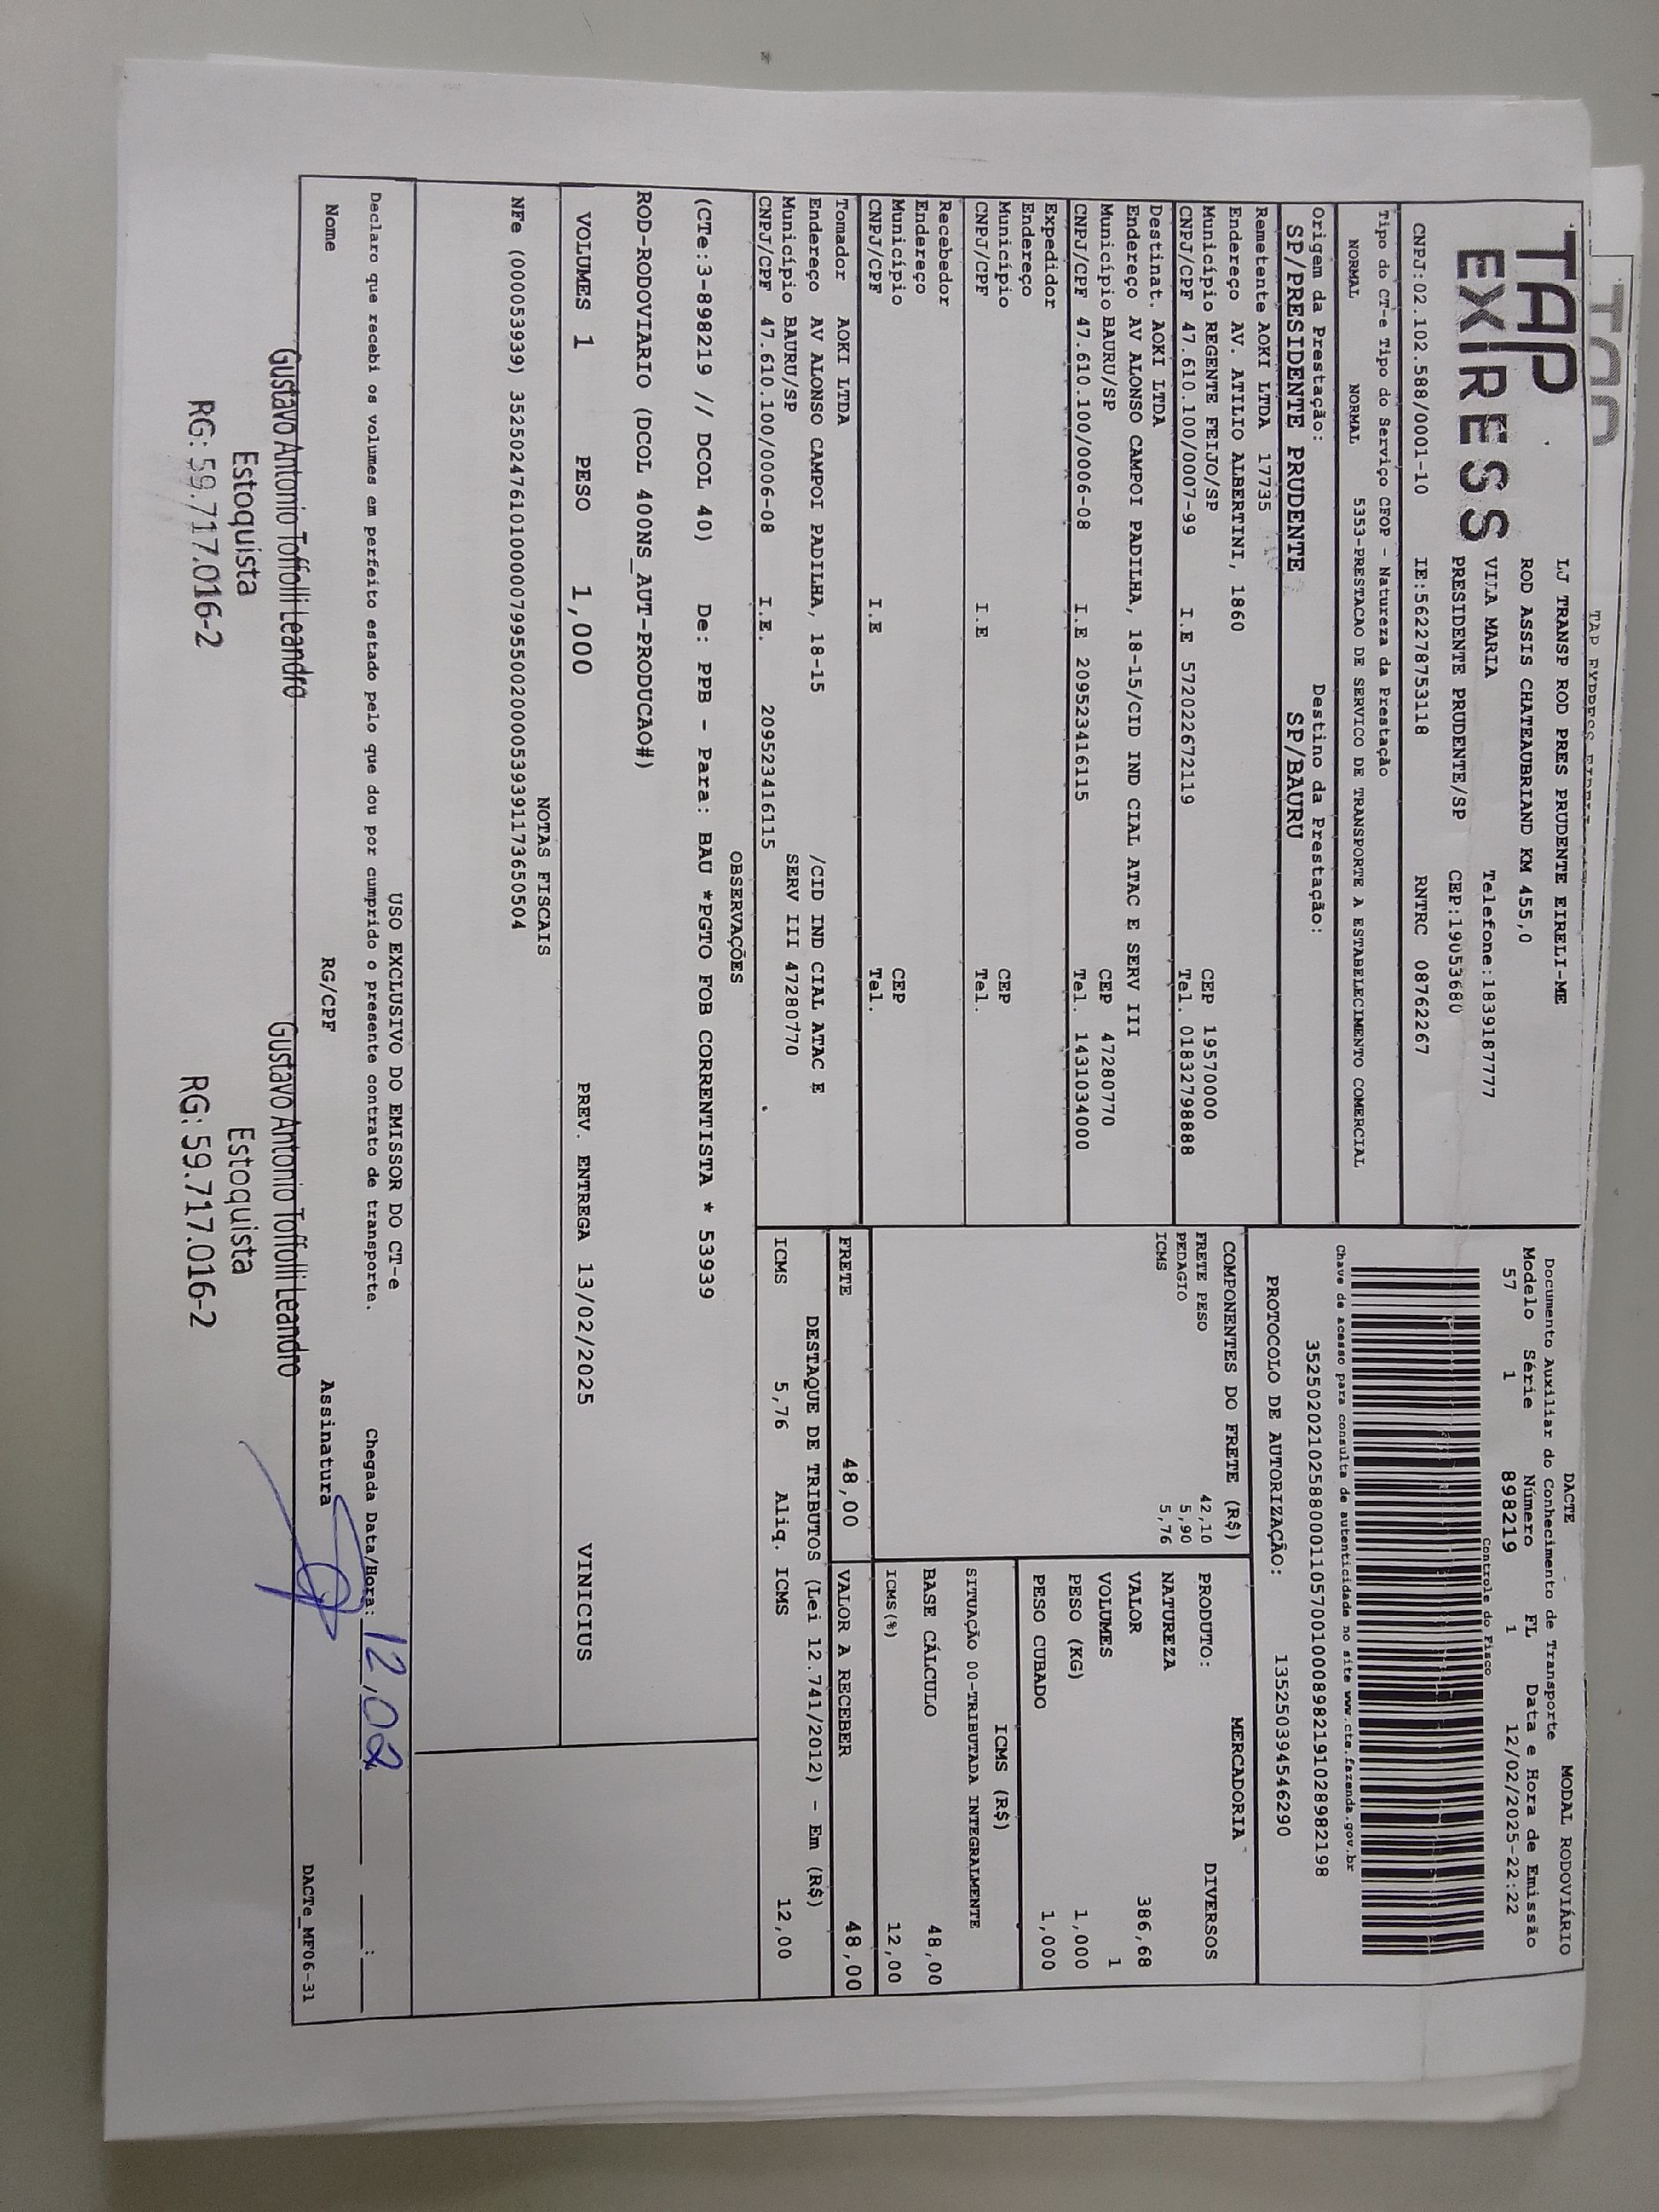 TAP EXPRESS
LJ TRANSP ROD PRES PRUDENTE EIRELI-ME
ROD ASSIS CHATEAUBRIAND KM 455,0
VILA MARIA Telefone:1839187777
PRESIDENTE PRUDENTE/SP CEP:19053680
CNPJ:02.102.588/0001-10 IE:562278753118 RNTRC 08762267
DACTE MODAL RODOVIÁRIO
Documento Auxiliar do Conhecimento de Transporte
Modelo Série Número FL Data e Hora de Emissão
57 1 898219 1 12/02/2025-22:22
Controle do Fisco
Chave de acesso para consulta de autenticidade no site www.cte.fazenda.gov.br
35250202102588000110570010008982191028982198
PROTOCOLO DE AUTORIZAÇÃO: 135250394546290
Tipo do CT-e Tipo do Serviço CFOP - Natureza da Prestação
NORMAL NORMAL 5353-PRESTACAO DE SERVICO DE TRANSPORTE A ESTABELECIMENTO COMERCIAL
Origem da Prestação: Destino da Prestação:
SP/PRESIDENTE PRUDENTE SP/BAURU
Remetente AOKI LTDA 17735
Endereço AV. ATILIO ALBERTINI, 1860
Município REGENTE FEIJO/SP CEP 19570000
CNPJ/CPF 47.610.100/0007-99 I.E 572022672119 Tel. 01832798888
Destinat. AOKI LTDA
Endereço AV ALONSO CAMPOI PADILHA, 18-15/CID IND CIAL ATAC E SERV III
Município BAURU/SP CEP 47280770
CNPJ/CPF 47.610.100/0006-08 I.E 209523416115 Tel. 1431034000
Expedidor
Endereço
Município CEP
CNPJ/CPF I.E Tel.
Recebedor
Endereço
Município CEP
CNPJ/CPF I.E Tel.
Tomador AOKI LTDA
Endereço AV ALONSO CAMPOI PADILHA, 18-15 /CID IND CIAL ATAC E
Município BAURU/SP SERV III 47280770
CNPJ/CPF 47.610.100/0006-08 I.E. 209523416115
COMPONENTES DO FRETE (R$)
FRETE PESO 42,10
PEDAGIO 5,90
ICMS 5,76
MERCADORIA
PRODUTO: DIVERSOS
NATUREZA
VALOR 386,68
VOLUMES 1
PESO (KG) 1,000
PESO CUBADO 1,000
ICMS (R$)
SITUAÇÃO 00-TRIBUTADA INTEGRALMENTE
BASE CÁLCULO 48,00
ICMS(%) 12,00
FRETE 48,00 VALOR A RECEBER 48,00
DESTAQUE DE TRIBUTOS (Lei 12.741/2012) - Em (R$)
ICMS 5,76 Aliq. ICMS 12,00
OBSERVAÇÕES
(CTe:3-898219 // DCOL 40) De: PPB - Para: BAU *PGTO FOB CORRENTISTA * 53939
ROD-RODOVIARIO (DCOL 400NS_AUT-PRODUCAO#)
VOLUMES 1 PESO 1,000 PREV. ENTREGA 13/02/2025 VINICIUS
NOTAS FISCAIS
NFe (000053939) 35250247610100000799550020000539391173650504
USO EXCLUSIVO DO EMISSOR DO CT-e
Declaro que recebi os volumes em perfeito estado pelo que dou por cumprido o presente contrato de transporte. Chegada Data/Hora: 12,02 :
Nome RG/CPF Assinatura
DACTe_MF06-31
Gustavo Antonio Toffolli Leandro
Estoquista
RG: 59.717.016-2
Gustavo Antonio Toffolli Leandro
Estoquista
RG: 59.717.016-2